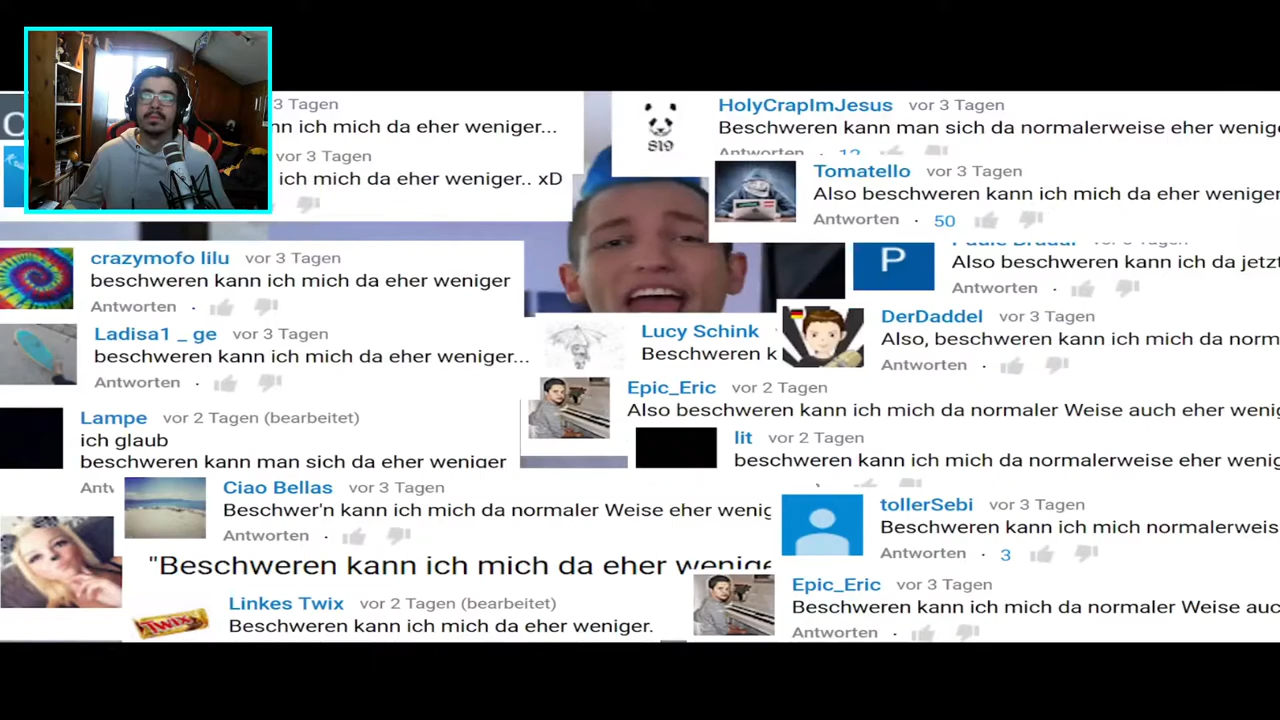 3 Tagen
nn ich mich da eher weniger...
vor 3 Tagen
ich mich da eher weniger.. xD
HolyCrapImJesus vor 3 Tagen
Beschweren kann man sich da normalerweise eher wenige
Antworten 12
819
Tomatello vor 3 Tagen
Also beschweren kann ich mich da eher weniger
Antworten · 50
crazymofo lilu vor 3 Tagen
beschweren kann ich mich da eher weniger
Antworten ·
P
Also beschweren kann ich da jetzt
Antworten ·
Ladisa1 _ ge vor 3 Tagen
beschweren kann ich mich da eher weniger...
Antworten ·
Lucy Schink
Beschweren k
DerDaddel vor 3 Tagen
Also, beschweren kann ich mich da norm
Antworten ·
Epic_Eric vor 2 Tagen
Also beschweren kann ich mich da normaler Weise auch eher wenig
Lampe vor 2 Tagen (bearbeitet)
ich glaub
beschweren kann man sich da eher weniger
Antw
lit vor 2 Tagen
beschweren kann ich mich da normalerweise eher wenig
Ciao Bellas vor 3 Tagen
Beschwer'n kann ich mich da normaler Weise eher wenig
Antworten ·
tollerSebi vor 3 Tagen
Beschweren kann ich mich normalerweis
Antworten · 3
"Beschweren kann ich mich da eher wenige
Linkes Twix vor 2 Tagen (bearbeitet)
Beschweren kann ich mich da eher weniger.
TWIX
Epic_Eric vor 3 Tagen
Beschweren kann ich mich da normaler Weise auc
Antworten ·